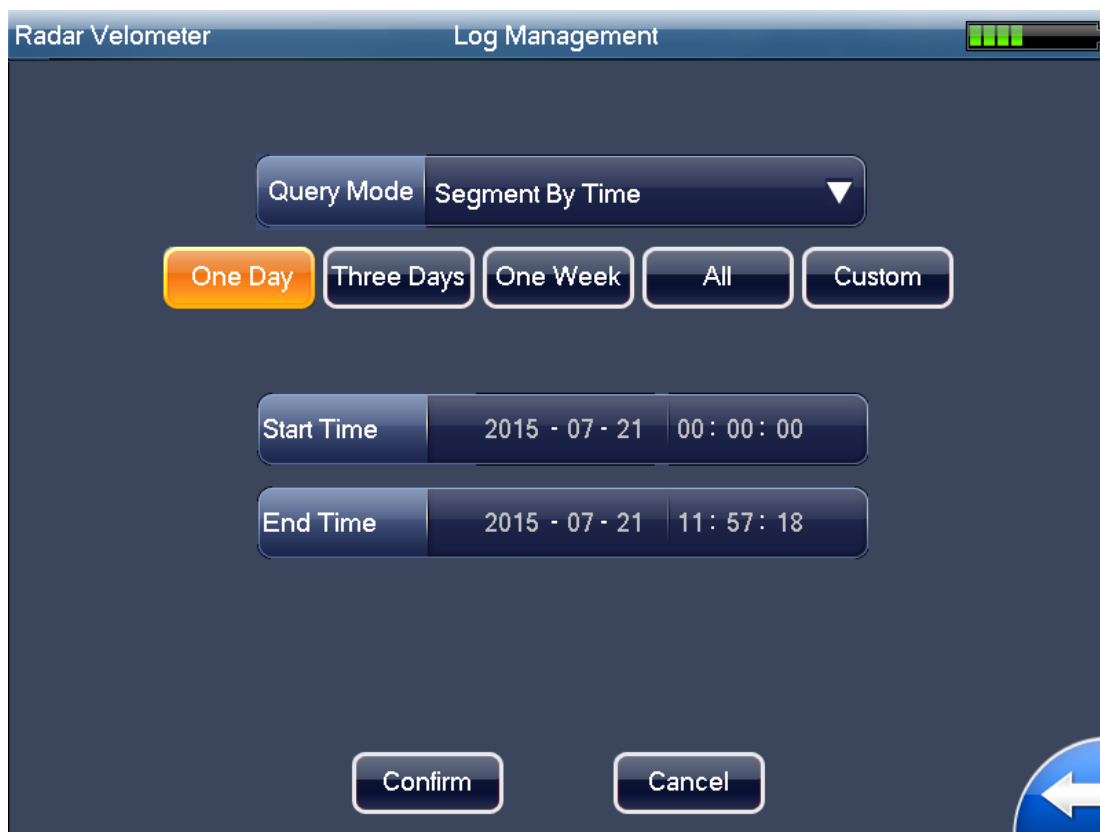 Radar Velometer Log Management
Query Mode Segment By Time
One Day Three Days One Week All Custom
Start Time 2015 - 07 - 21 00 : 00 : 00
End Time 2015 - 07 - 21 11 : 57 : 18
Confirm Cancel